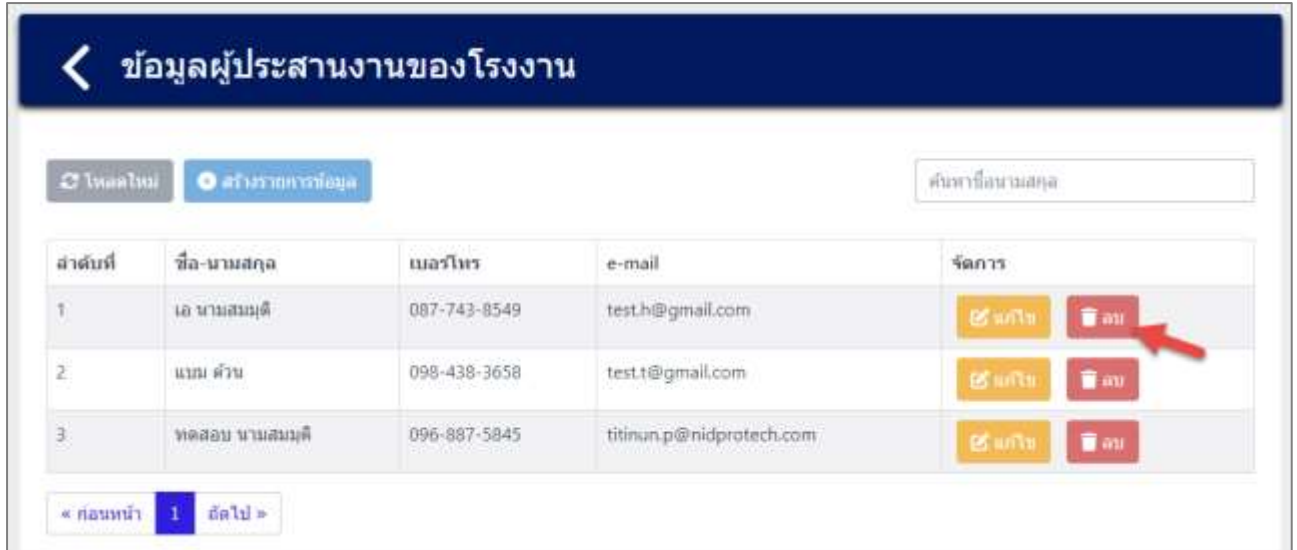 ข้อมูลผู้ประสานงานของโรงงาน
โหลดใหม่ สร้างรายการข้อมูล ค้นหาชื่อนามสกุล
ลำดับที่ ชื่อ-นามสกุล เบอร์โทร e-mail จัดการ
1 เอ นามสมมุติ 087-743-8549 test.h@gmail.com แก้ไข ลบ
2 แบม ด้วน 098-438-3658 test.t@gmail.com แก้ไข ลบ
3 ทดสอบ นามสมมุติ 096-887-5845 titinun.p@nidprotech.com แก้ไข ลบ
« ก่อนหน้า 1 ถัดไป »